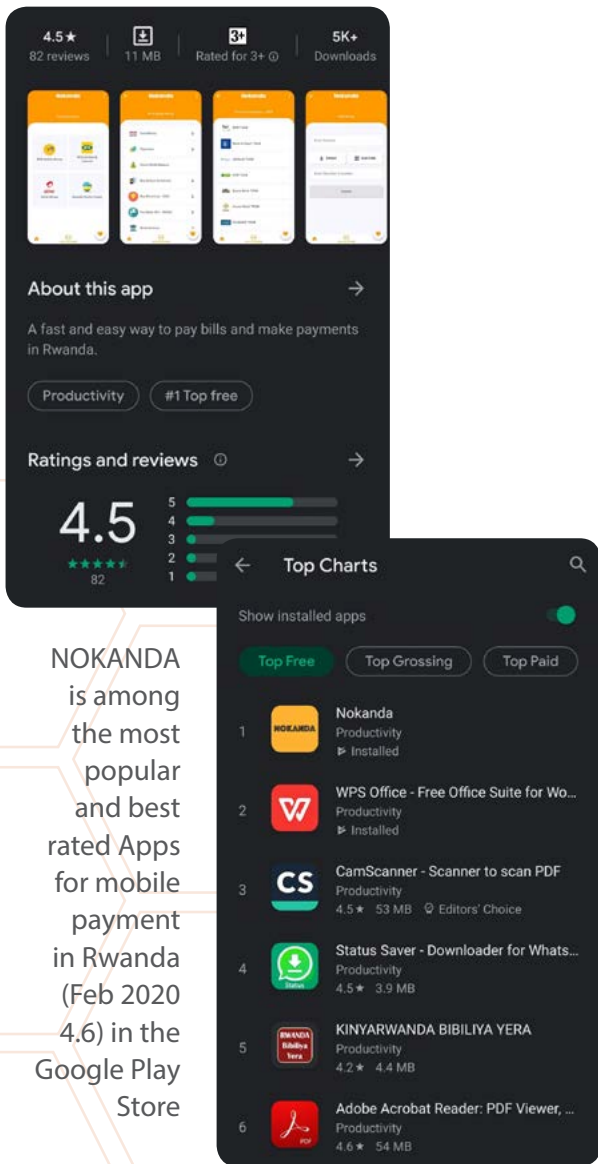 4.5★
82 reviews
11 MB
3+
Rated for 3+
5K+
Downloads
About this app
A fast and easy way to pay bills and make payments
in Rwanda.
Productivity
#1 Top free
Ratings and reviews
4.5
82
5
4
3
2
1
NOKANDA
is among
the most
popular
and best
rated Apps
for mobile
payment
in Rwanda
(Feb 2020
4.6) in the
Google Play
Store
Top Charts
Show installed apps
Top Free
Top Grossing
Top Paid
1
NOKANDA
Nokanda
Productivity
Installed
2
WPS Office - Free Office Suite for Wo...
Productivity
Installed
3
CS
CamScanner - Scanner to scan PDF
Productivity
4.5★ 53 MB Editors' Choice
4
Status
Status Saver - Downloader for Whats...
Productivity
4.5★ 3.9 MB
5
RWANDA
Bibiliya
Yera
KINYARWANDA BIBILIYA YERA
Productivity
4.2★ 4.4 MB
6
PDF
Adobe Acrobat Reader: PDF Viewer, ...
Productivity
4.6★ 54 MB